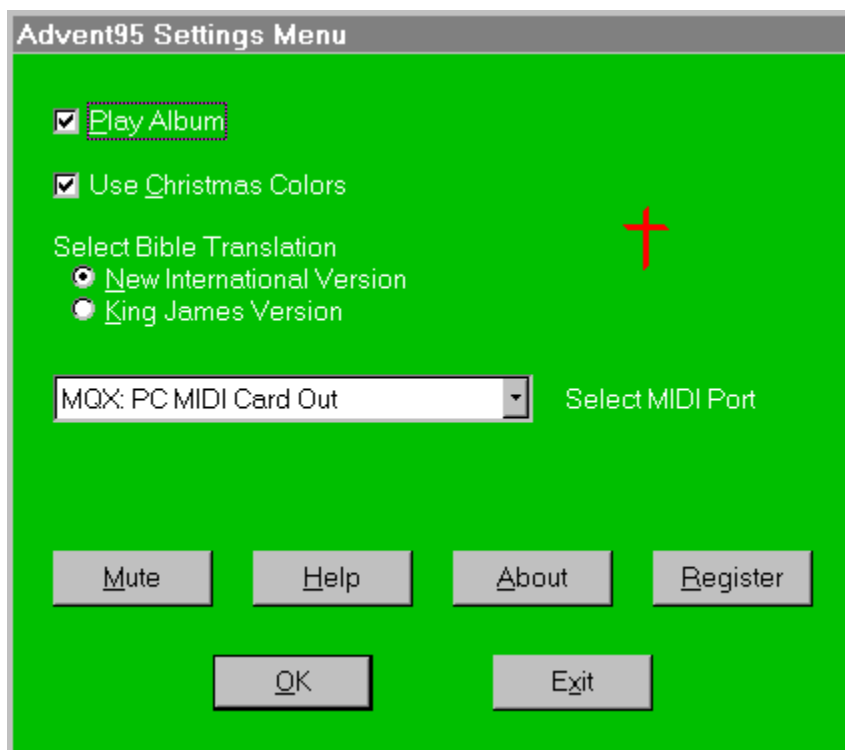 Advent95 Settings Menu
Play Album
Use Christmas Colors
Select Bible Translation
New International Version
King James Version
MQX: PC MIDI Card Out
Select MIDI Port
Mute
Help
About
Register
OK
Exit